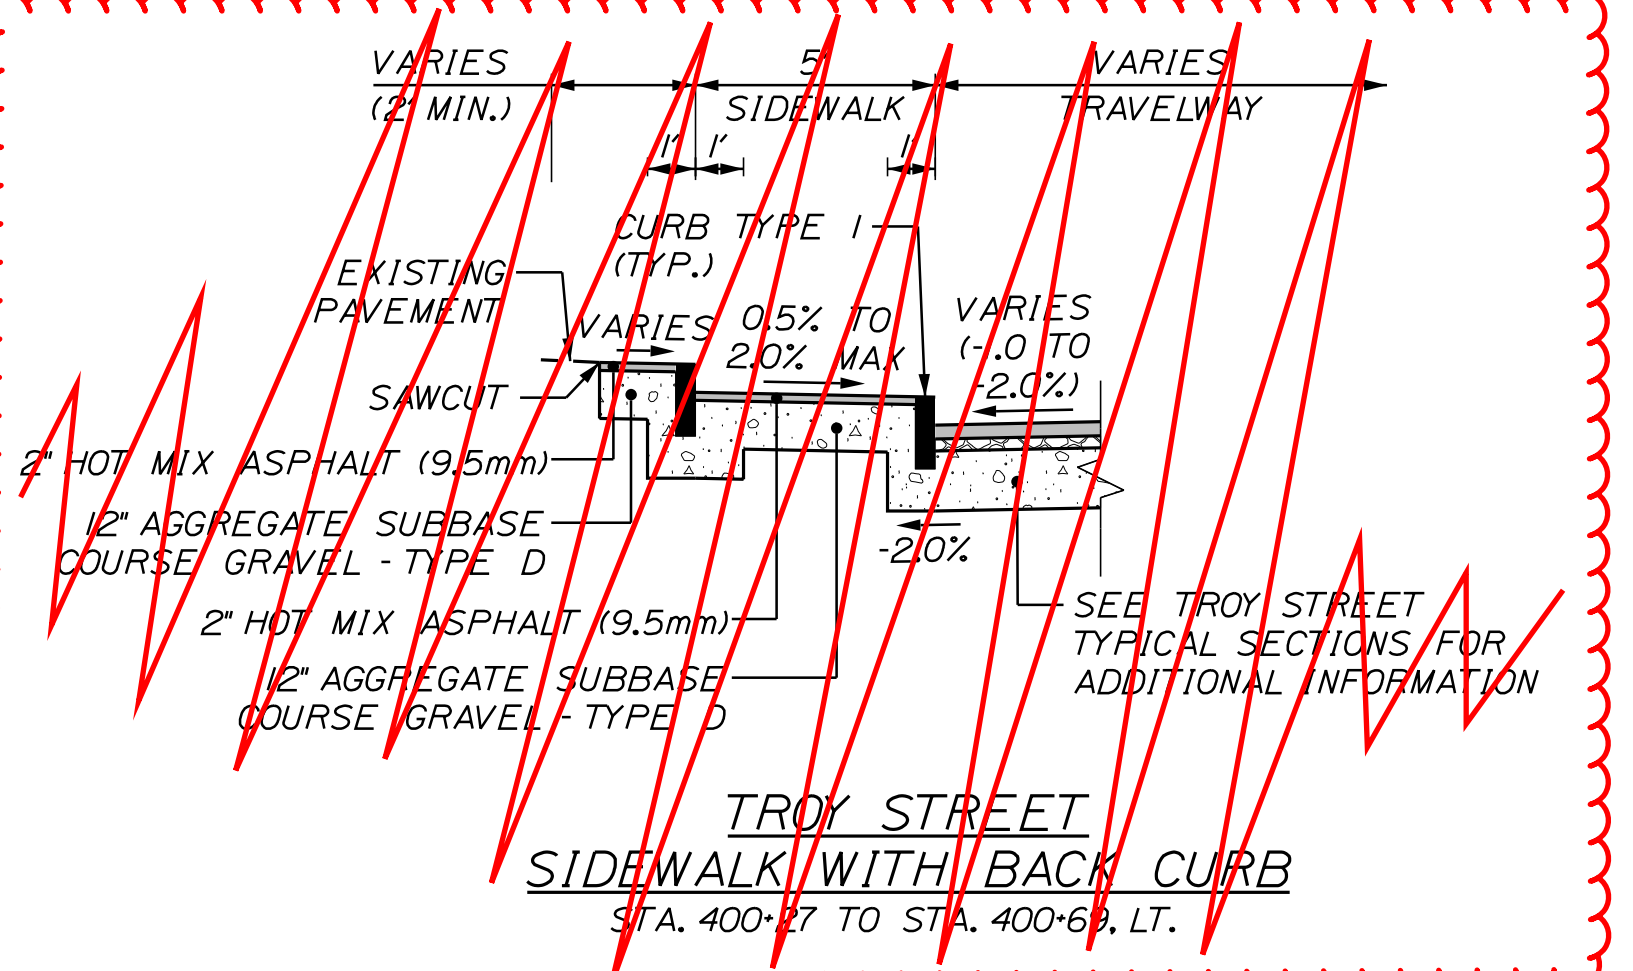 VARIES
(2' MIN.)
5'
SIDEWALK
VARIES
TRAVELWAY
1' 1' 1'
CURB TYPE 1
(TYP.)
EXISTING
PAVEMENT
VARIES
0.5% TO
2.0% MAX
VARIES
TO
-2.0%)
SAWCUT
2" HOT MIX ASPHALT (9.5mm)
12" AGGREGATE SUBBASE
COURSE GRAVEL - TYPE D
-2.0%
2" HOT MIX ASPHALT (9.5mm)
12" AGGREGATE SUBBASE
COURSE GRAVEL - TYPE D
SEE TROY STREET
TYPICAL SECTIONS FOR
ADDITIONAL INFORMATION
TROY STREET
SIDEWALK WITH BACK CURB
STA. 400+27 TO STA. 400+69, LT.